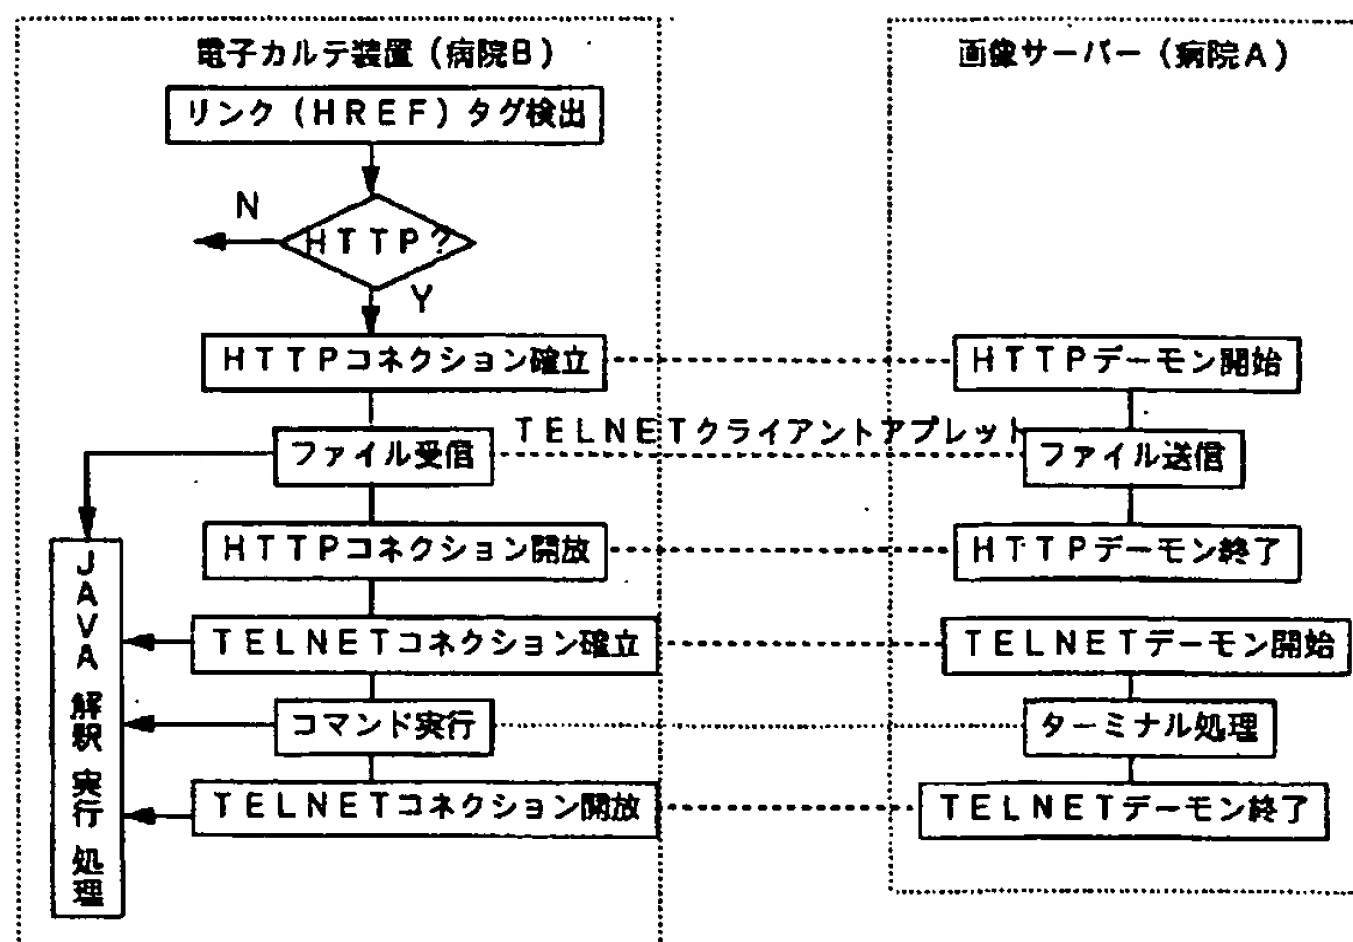 電子カルテ装置（病院B）
リンク（HREF）タグ検出
N
HTTP？
Y
HTTPコネクション確立
ファイル受信
HTTPコネクション開放
TELNETコネクション確立
コマンド実行
TELNETコネクション開放
JAVA 解釈 実行 処理
TELNETクライアントアプレット
画像サーバー（病院A）
HTTPデーモン開始
ファイル送信
HTTPデーモン終了
TELNETデーモン開始
ターミナル処理
TELNETデーモン終了